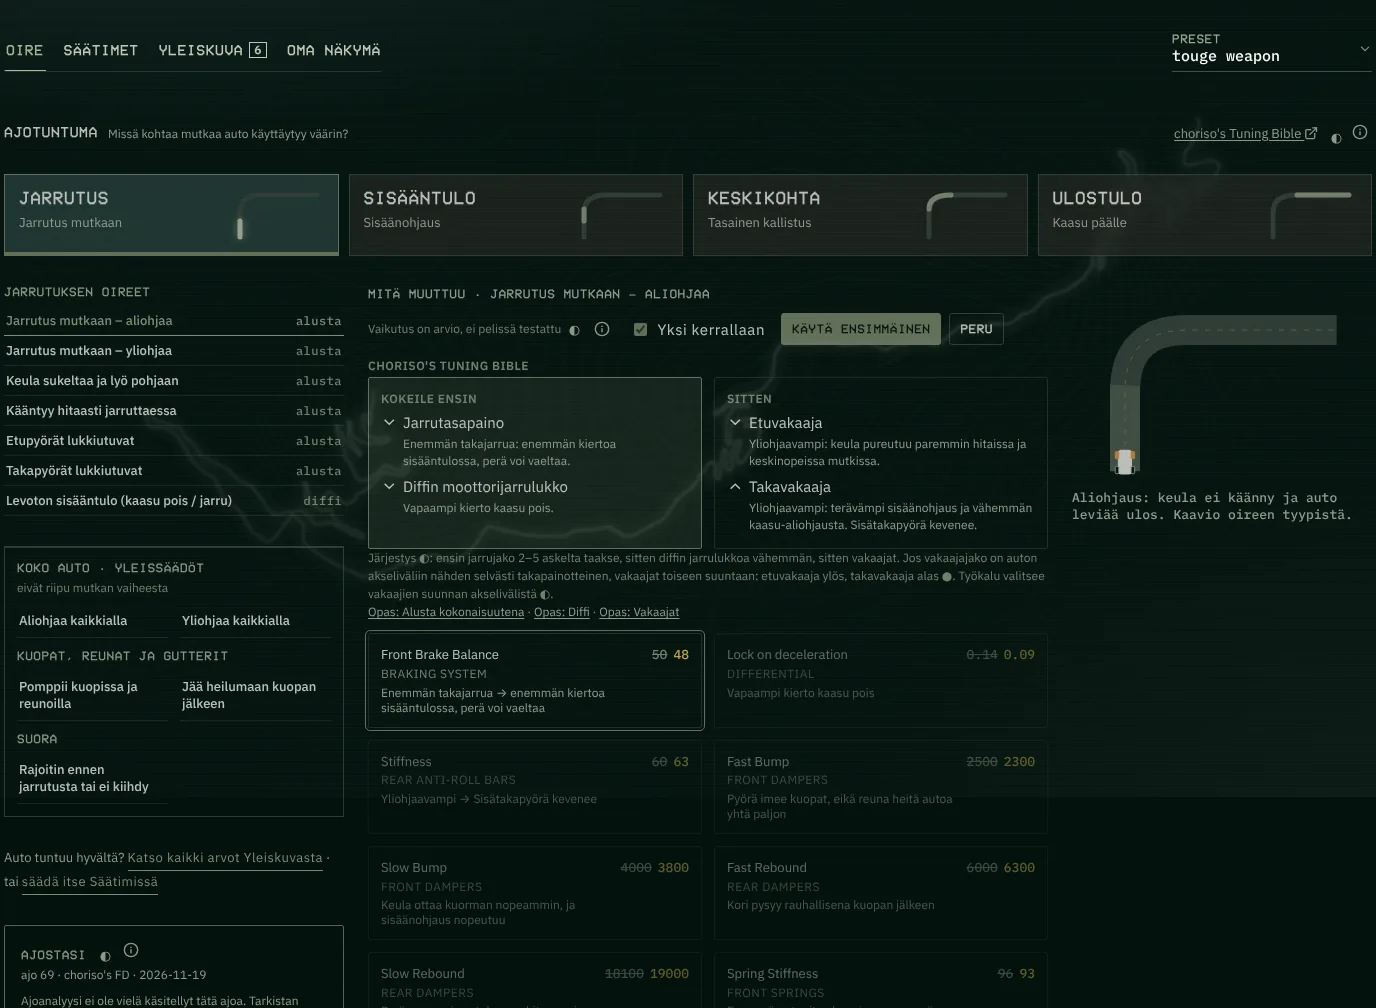 OIRE SÄÄTIMET YLEISKUVA 6 OMA NÄKYMÄ
PRESET
touge weapon
AJOTUNTUMA Missä kohtaa mutkaa auto käyttäytyy väärin?
choriso's Tuning Bible
JARRUTUS
Jarrutus mutkaan
SISÄÄNTULO
Sisäänohjaus
KESKIKOHTA
Tasainen kallistus
ULOSTULO
Kaasu päälle
JARRUTUKSEN OIREET
Jarrutus mutkaan – aliohjaa alusta
Jarrutus mutkaan – yliohjaa alusta
Keula sukeltaa ja lyö pohjaan alusta
Kääntyy hitaasti jarruttaessa alusta
Etupyörät lukkiutuvat alusta
Takapyörät lukkiutuvat alusta
Levoton sisääntulo (kaasu pois / jarru) diffi
KOKO AUTO · YLEISSÄÄDÖT
eivät riipu mutkan vaiheesta
Aliohjaa kaikkialla
Yliohjaa kaikkialla
KUOPAT, REUNAT JA GUTTERIT
Pomppii kuopissa ja
reunoilla
Jää heilumaan kuopan
jälkeen
SUORA
Rajoitin ennen
jarrutusta tai ei kiihdy
Auto tuntuu hyvältä? Katso kaikki arvot Yleiskuvasta ·
tai säädä itse Säätimissä
AJOSTASI
ajo 69 · choriso's FD · 2026-11-19
Ajoanalyysi ei ole vielä käsitellyt tätä ajoa. Tarkistan
MITÄ MUUTTUU · JARRUTUS MUTKAAN – ALIOHJAA
Vaikutus on arvio, ei pelissä testattu
Yksi kerrallaan
KÄYTÄ ENSIMMÄINEN
PERU
CHORISO'S TUNING BIBLE
KOKEILE ENSIN
Jarrutasapaino
Enemmän takajarrua: enemmän kiertoa
sisääntulossa, perä voi vaeltaa.
Diffin moottorijarrulukko
Vapaampi kierto kaasu pois.
SITTEN
Etuvakaaja
Yliohjaavampi: keula pureutuu paremmin hitaissa ja
keskinopeissa mutkissa.
Takavakaaja
Yliohjaavampi: terävämpi sisäänohjaus ja vähemmän
kaasu-aliohjausta. Sisätakapyörä kevenee.
Järjestys ◐: ensin jarrujako 2–5 askelta taakse, sitten diffin jarrulukkoa vähemmän, sitten vakaajat. Jos vakaajajako on auton
akseliväliin nähden selvästi takapainotteinen, vakaajat toiseen suuntaan: etuvakaaja ylös, takavakaaja alas ●. Työkalu valitsee
vakaajien suunnan akselivälistä ◐.
Opas: Alusta kokonaisuutena · Opas: Diffi · Opas: Vakaajat
Front Brake Balance 50 48
BRAKING SYSTEM
Enemmän takajarrua → enemmän kiertoa
sisääntulossa, perä voi vaeltaa
Lock on deceleration 0.14 0.09
DIFFERENTIAL
Vapaampi kierto kaasu pois
Stiffness 60 63
REAR ANTI-ROLL BARS
Yliohjaavampi → Sisätakapyörä kevenee
Fast Bump 2500 2300
FRONT DAMPERS
Pyörä imee kuopat, eikä reuna heitä autoa
yhtä paljon
Slow Bump 4000 3800
FRONT DAMPERS
Keula ottaa kuorman nopeammin, ja
sisäänohjaus nopeutuu
Fast Rebound 6000 6300
REAR DAMPERS
Kori pysyy rauhallisena kuopan jälkeen
Slow Rebound 18100 19000
REAR DAMPERS
Spring Stiffness 96 93
FRONT SPRINGS
Aliohjaus: keula ei käänny ja auto
leviää ulos. Kaavio oireen tyypistä.